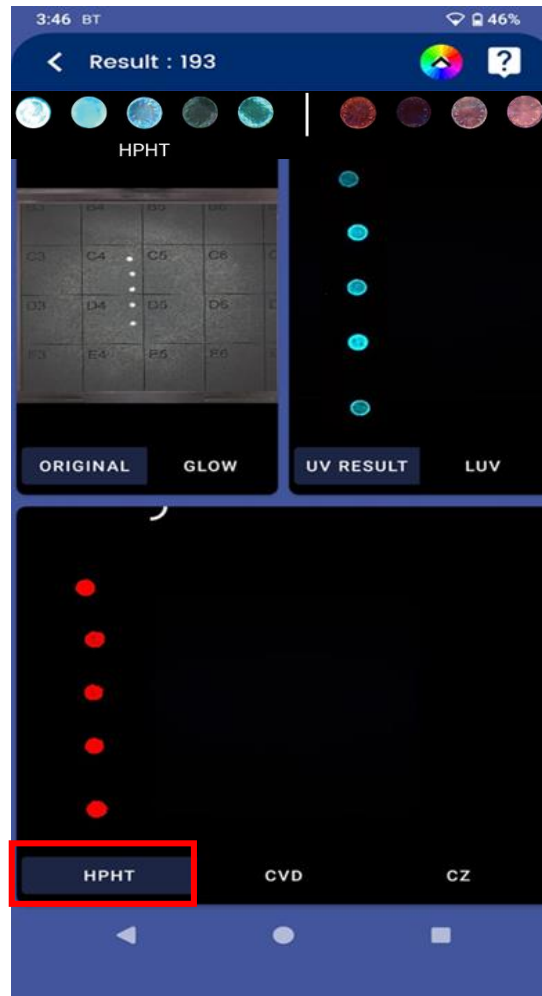 3:46 BT 46%
Result : 193 ?
HPHT
C4 C5 C6
D3 D4 D5 D6
E4 E5 E6
ORIGINAL GLOW UV RESULT LUV
HPHT CVD CZ